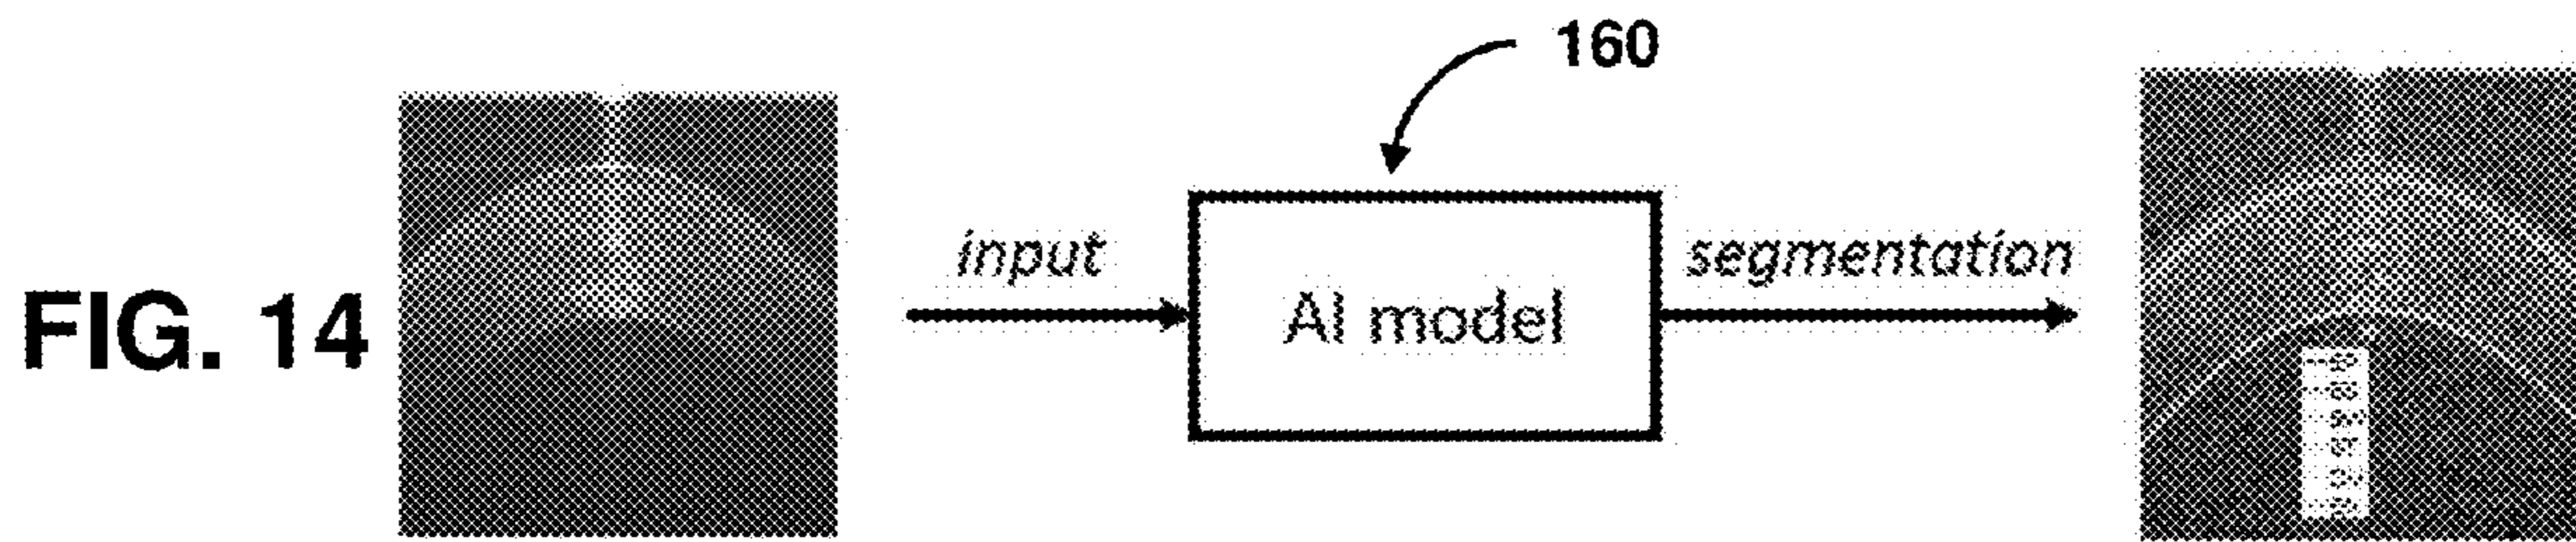 160
input
segmentation
AI model
FIG. 14